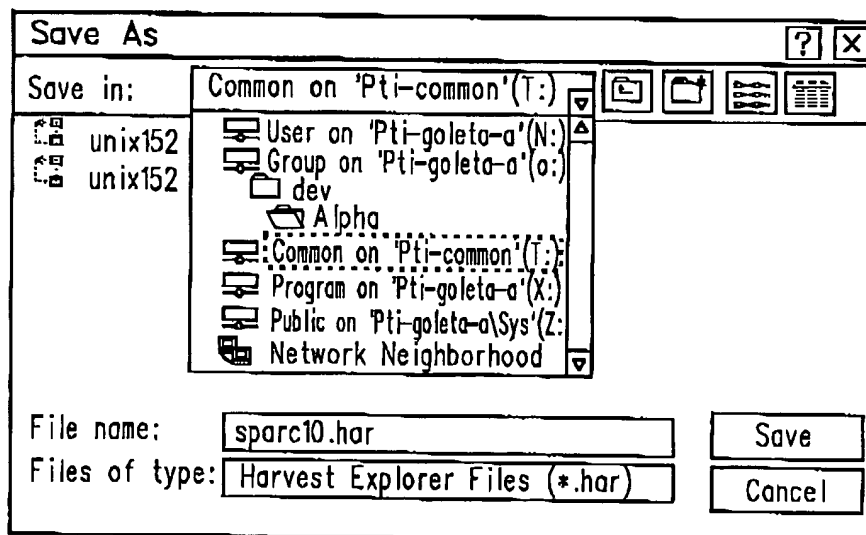 Save As
? X
Save in: Common on 'Pti-common'(T:)
unix152
unix152
User on 'Pti-goleta-a'(N:)
Group on 'Pti-goleta-a'(o:)
dev
Alpha
Common on 'Pti-common'(T:)
Program on 'Pti-goleta-a'(X:)
Public on 'Pti-goleta-a\Sys'(Z:
Network Neighborhood
File name: sparc10.har Save
Files of type: Harvest Explorer Files (*.har) Cancel